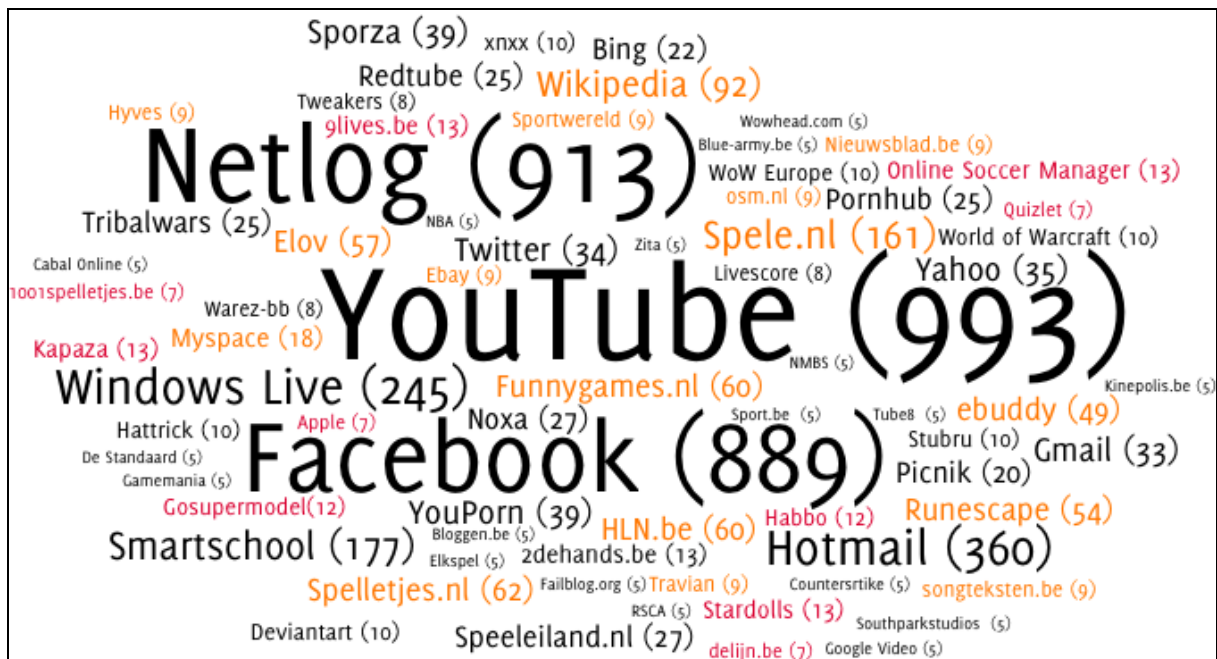 Sporza (39)
xnxx (10)
Bing (22)
Redtube (25)
Wikipedia (92)
Tweakers (8)
Hyves (9)
9lives.be (13)
Sportwereld (9)
Wowhead.com (5)
Netlog (913)
Blue-army.be (5)
Nieuwsblad.be (9)
WoW Europe (10)
Online Soccer Manager (13)
osm.nl (9)
Pornhub (25)
Quizlet (7)
Tribalwars (25)
NBA (5)
Elov (57)
Twitter (34)
Zita (5)
Spele.nl (161)
World of Warcraft (10)
Cabal Online (5)
Ebay (9)
Livescore (8)
Yahoo (35)
1001spelletjes.be (7)
Warez-bb (8)
YouTube (993)
Myspace (18)
Kapaza (13)
NMBS (5)
Windows Live (245)
Funnygames.nl (60)
Kinepolis.be (5)
Apple (7)
Noxa (27)
Sport.be (5)
Tube8 (5)
ebuddy (49)
Hattrick (10)
Facebook (889)
Stubru (10)
Gmail (33)
De Standaard (5)
Picnik (20)
Gamemania (5)
Gosupermodel(12)
YouPorn (39)
HLN.be (60)
Habbo (12)
Runescape (54)
Smartschool (177)
Bloggen.be (5)
Elkspel (5)
2dehands.be (13)
Hotmail (360)
Spelletjes.nl (62)
Failblog.org (5)
Travian (9)
Countersrtike (5)
songteksten.be (9)
RSCA (5)
Stardolls (13)
Southparkstudios (5)
Deviantart (10)
Speeleiland.nl (27)
delijn.be (7)
Google Video (5)